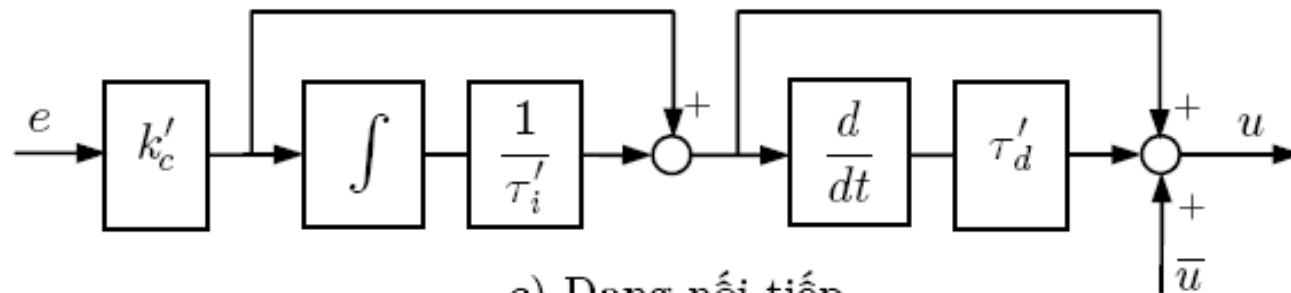 e k′c ∫ 1/τ′i + d/dt τ′d + u
+
ū
c) Dạng nối tiếp